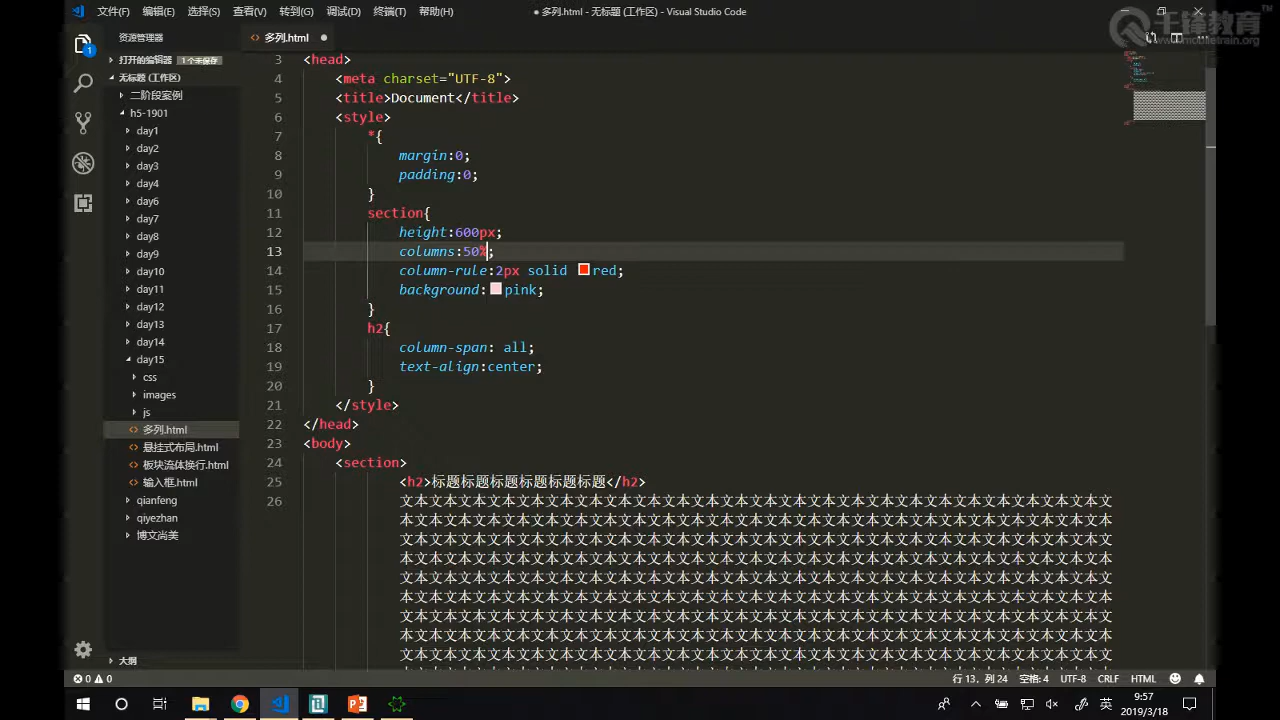 文件(F) 编辑(E) 选择(S) 查看(V) 转到(G) 调试(D) 终端(T) 帮助(H) ● 多列.html - 无标题 (工作区) - Visual Studio Code
千锋教育
www.mobiletrain.org
资源管理器
多列.html ●
打开的编辑器 1 个未保存
无标题 (工作区)
二阶段案例
h5-1901
day1
day2
day3
day4
day6
day7
day8
day9
day10
day11
day12
day13
day14
day15
css
images
js
多列.html
悬挂式布局.html
板块流体换行.html
输入框.html
qianfeng
qiyezhan
博文尚美
大纲
1
3 <head>
4 <meta charset="UTF-8">
5 <title>Document</title>
6 <style>
7 *{
8 margin:0;
9 padding:0;
10 }
11 section{
12 height:600px;
13 columns:50%;
14 column-rule:2px solid red;
15 background:pink;
16 }
17 h2{
18 column-span: all;
19 text-align:center;
20 }
21 </style>
22 </head>
23 <body>
24 <section>
25 <h2>标题标题标题标题标题标题</h2>
26 文本文本文本文本文本文本文本文本文本文本文本文本文本文本文本文本文本文本文本文本文本文本文本文本文本
文本文本文本文本文本文本文本文本文本文本文本文本文本文本文本文本文本文本文本文本文本文本文本文本文本
文本文本文本文本文本文本文本文本文本文本文本文本文本文本文本文本文本文本文本文本文本文本文本文本文本
文本文本文本文本文本文本文本文本文本文本文本文本文本文本文本文本文本文本文本文本文本文本文本文本文本
文本文本文本文本文本文本文本文本文本文本文本文本文本文本文本文本文本文本文本文本文本文本文本文本文本
文本文本文本文本文本文本文本文本文本文本文本文本文本文本文本文本文本文本文本文本文本文本文本文本文本
文本文本文本文本文本文本文本文本文本文本文本文本文本文本文本文本文本文本文本文本文本文本文本文本文本
文本文本文本文本文本文本文本文本文本文本文本文本文本文本文本文本文本文本文本文本文本文本文本文本文本
文本文本文本文本文本文本文本文本文本文本文本文本文本文本文本文本文本文本文本文本文本文本文本文本文本
0 0 行 13，列 24 空格: 4 UTF-8 CRLF HTML
英 9:57
2019/3/18